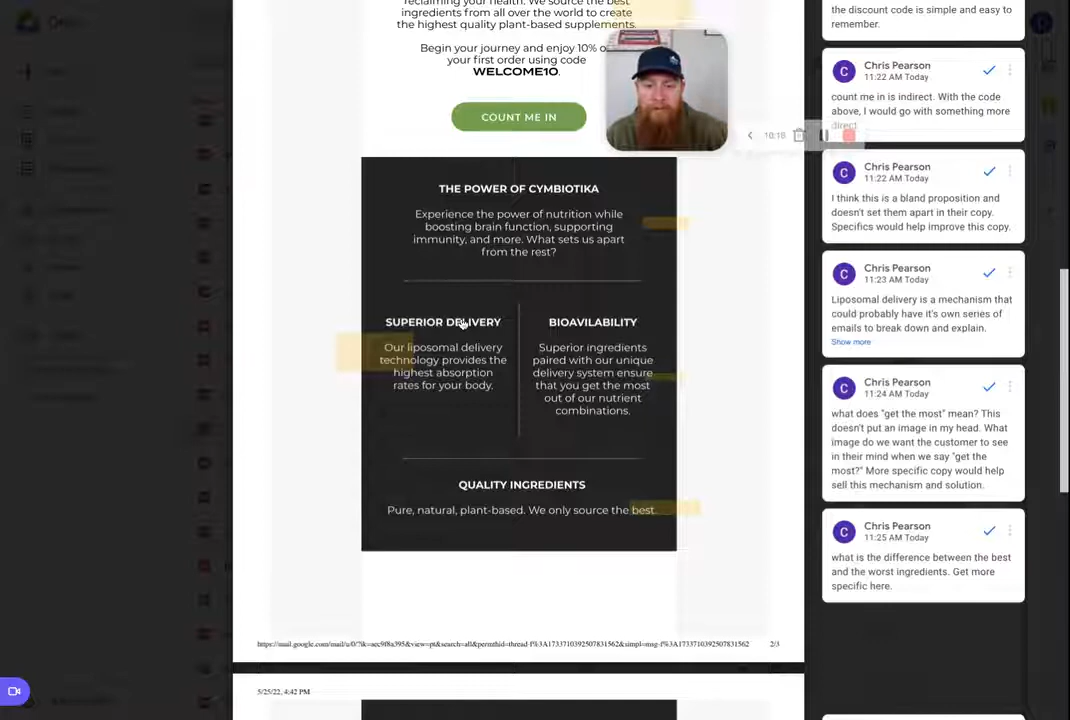 reclaiming your health. We source the best
ingredients from all over the world to create
the highest quality plant-based supplements.
Begin your journey and enjoy 10% o
your first order using code
WELCOME10.
COUNT ME IN
THE POWER OF CYMBIOTIKA
Experience the power of nutrition while
boosting brain function, supporting
immunity, and more. What sets us apart
from the rest?
SUPERIOR DELIVERY
Our liposomal delivery
technology provides the
highest absorption
rates for your body.
BIOAVILABILITY
Superior ingredients
paired with our unique
delivery system ensure
that you get the most
out of our nutrient
combinations.
QUALITY INGREDIENTS
Pure, natural, plant-based. We only source the best.
2/3
5/25/22, 4:42 PM
10:18
the discount code is simple and easy to
remember.
C
Chris Pearson
11:22 AM Today
count me in is indirect. With the code
above, I would go with something more
direct.
C
Chris Pearson
11:22 AM Today
I think this is a bland proposition and
doesn't set them apart in their copy.
Specifics would help improve this copy.
C
Chris Pearson
11:23 AM Today
Liposomal delivery is a mechanism that
could probably have it's own series of
emails to break down and explain.
Show more
C
Chris Pearson
11:24 AM Today
what does "get the most" mean? This
doesn't put an image in my head. What
image do we want the customer to see
in their mind when we say "get the
most?" More specific copy would help
sell this mechanism and solution.
C
Chris Pearson
11:25 AM Today
what is the difference between the best
and the worst ingredients. Get more
specific here.